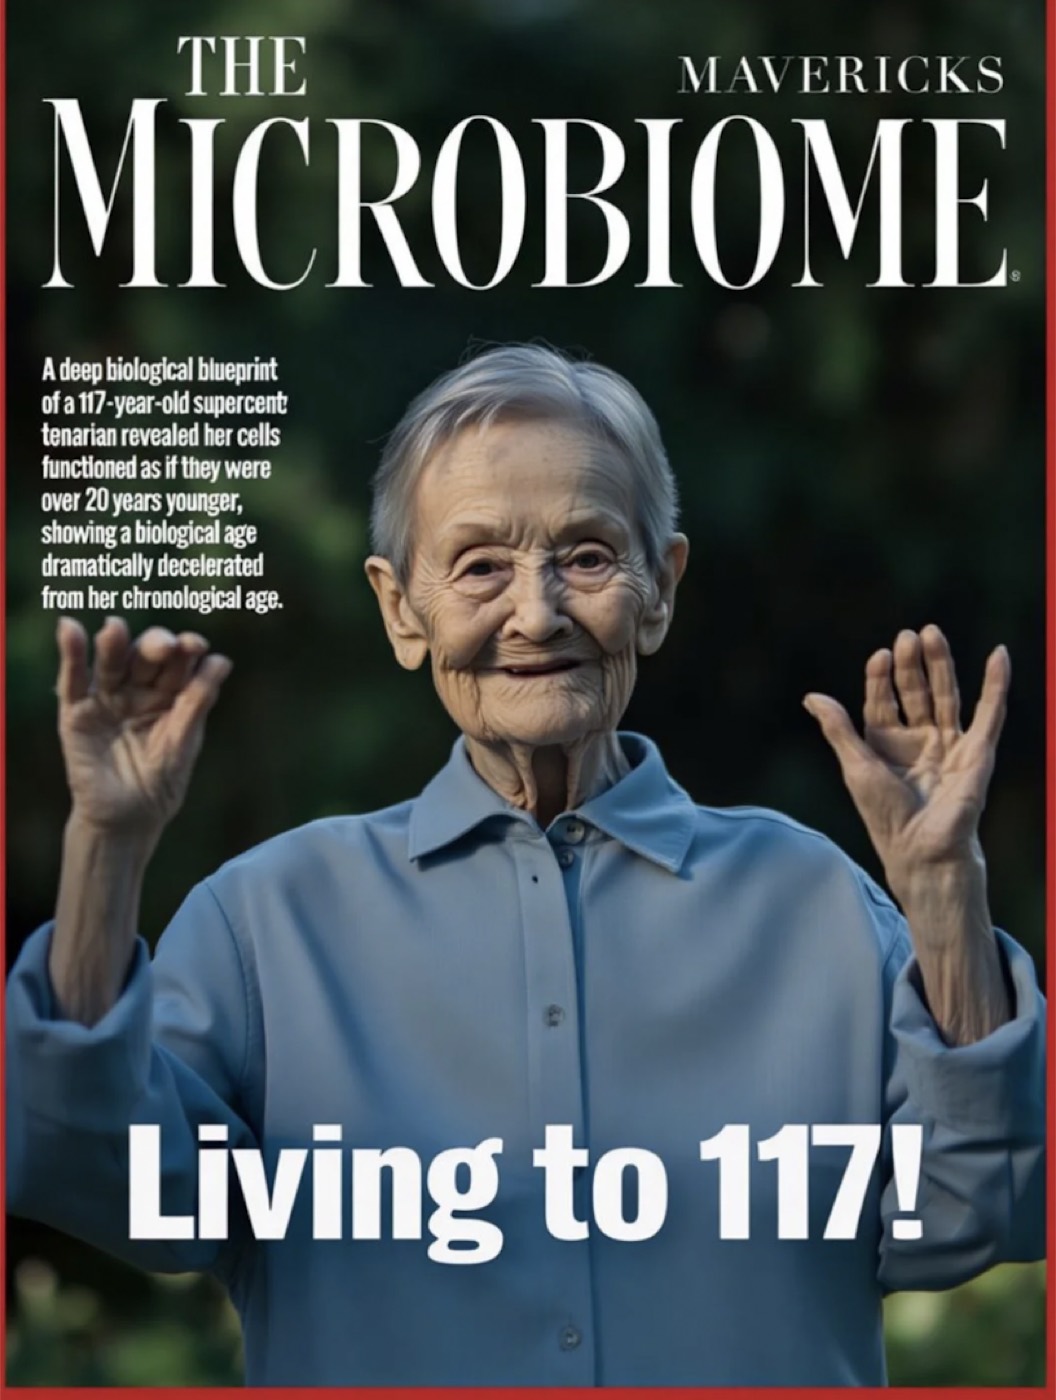 THE
MAVERICKS
MICROBIOME®
A deep biological blueprint
of a 117-year-old supercent
tenarian revealed her cells
functioned as if they were
over 20 years younger,
showing a biological age
dramatically decelerated
from her chronological age.
Living to 117!